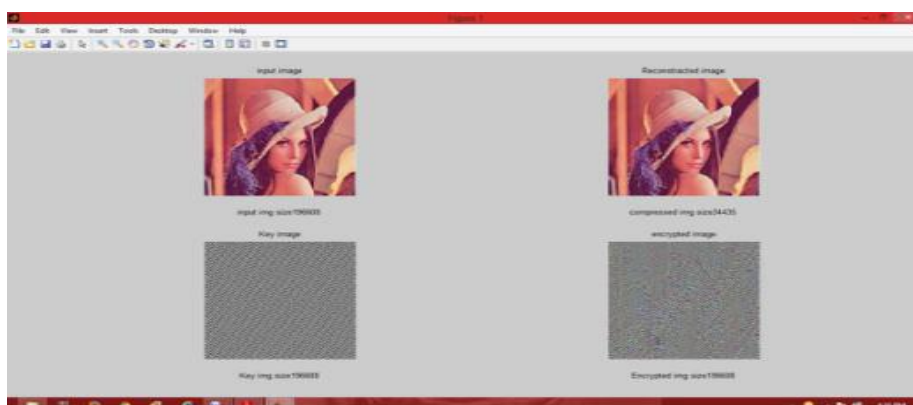 Figure 1
File Edit View Insert Tools Desktop Window Help
input image
Reconstracted image
input img size196608
compressed img size34435
Key image
encrypted image
Key img size196608
Encrypted img size196608